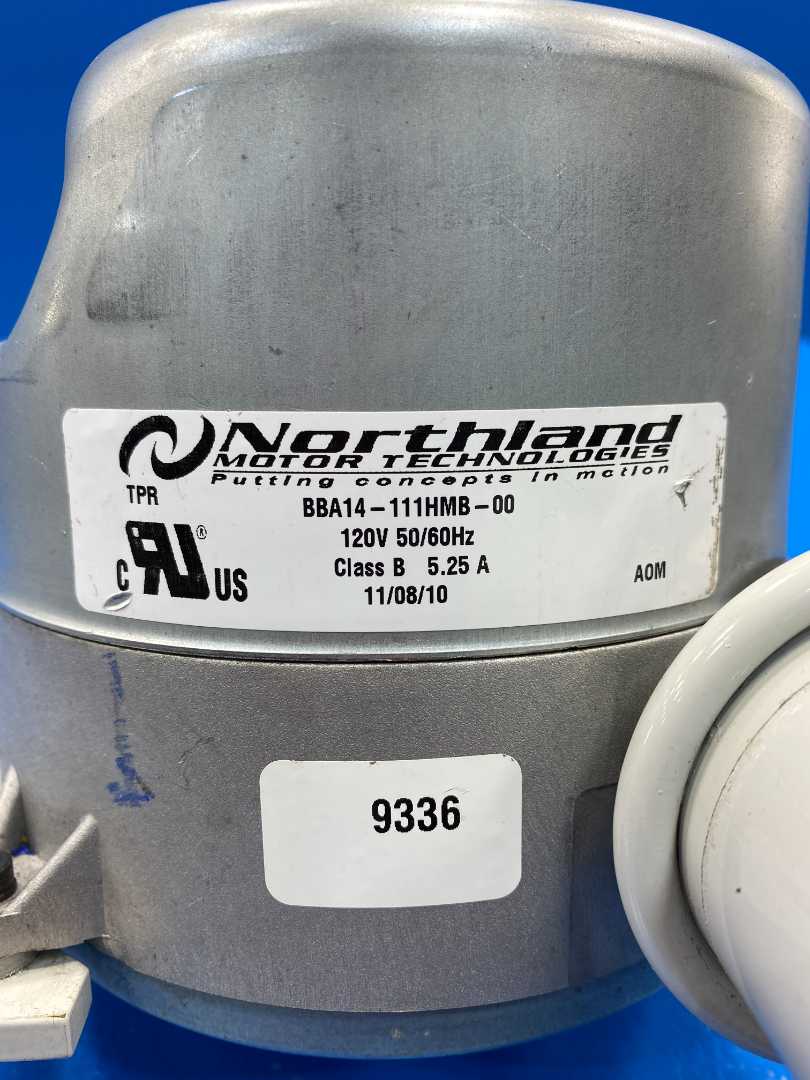 Northland
MOTOR TECHNOLOGIES
Putting concepts in motion
TPR
BBA14-111HMB-00
120V 50/60Hz
C RU® US
Class B 5.25 A
AOM
11/08/10
9336